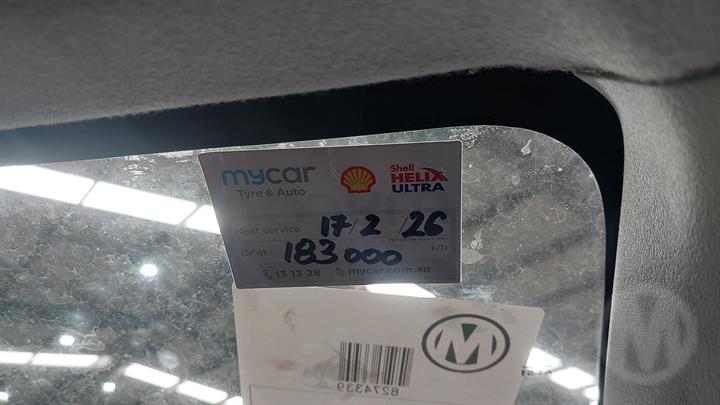 mycar
Tyre & Auto
Shell
HELIX
ULTRA
Next service 17/2/26
Or at 183000 km
13 13 28 mycar.com.au
M
8274339
M